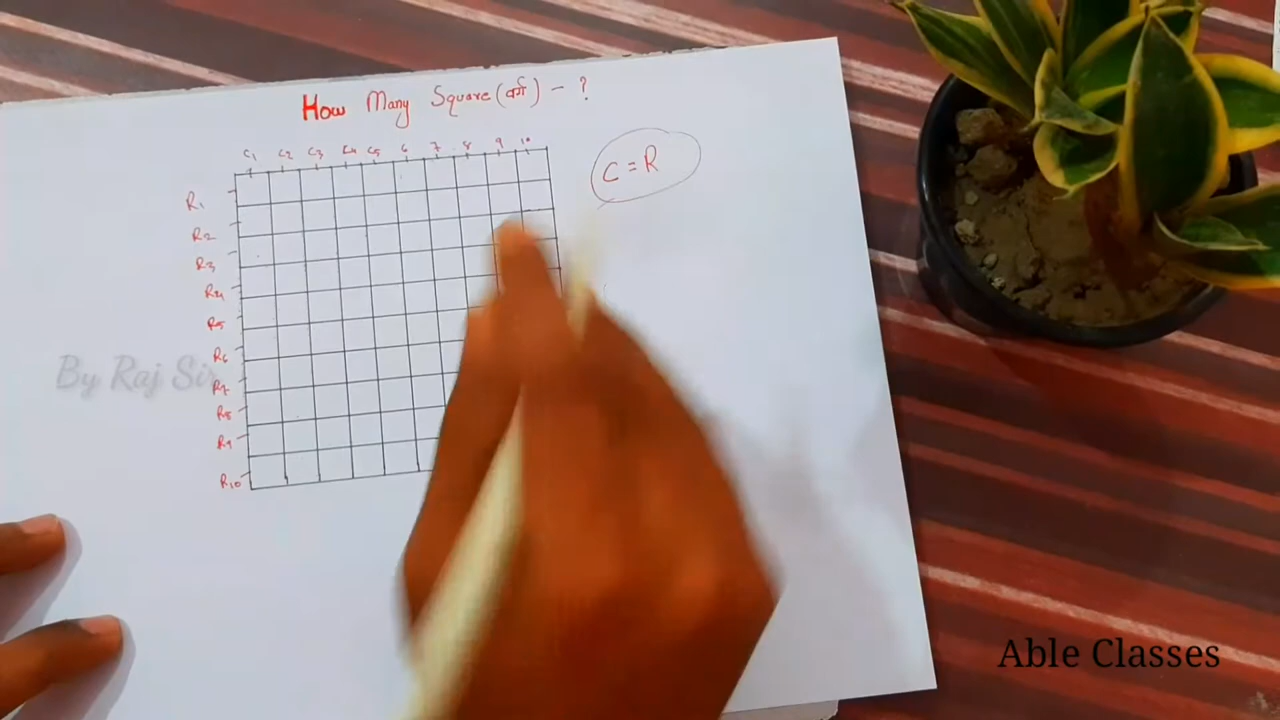 How Many Square (वर्ग) - ?
C1 C2 C3 C4 C5 6 7 8 9 10
C = R
R1
R2
R3
R4
R5
R6
R7
R8
R9
R10
By Raj Sir
Able Classes